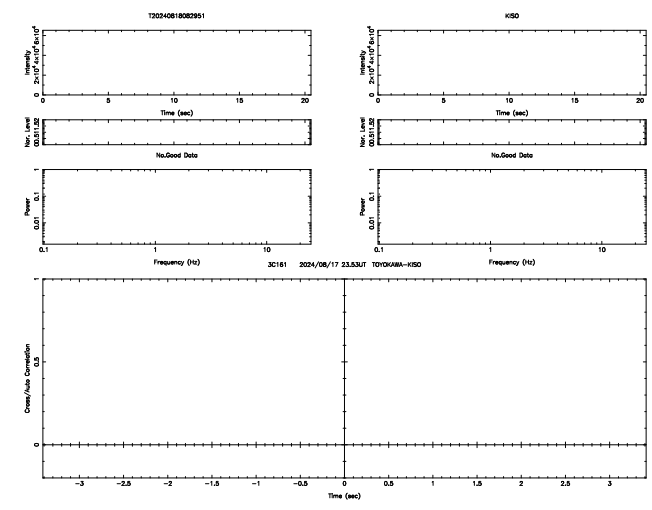 T20240818082951 KISO
Intensity 0 2×10⁴ 4×10⁴ 6×10⁴ Intensity 0 2×10⁴ 4×10⁴ 6×10⁴
0 5 10 15 20 0 5 10 15 20
Time (sec) Time (sec)
Nor. Level 0 0.5 1 1.5 2 Nor. Level 0 0.5 1 1.5 2
No.Good Data No.Good Data
Power 0.01 0.1 1 Power 0.01 0.1 1
0.1 1 10 0.1 1 10
Frequency (Hz) Frequency (Hz)
3C161 2024/08/17 23.53UT TOYOKAWA-KISO
Cross/Auto Correlation 0 0.5 1
-3 -2.5 -2 -1.5 -1 -0.5 0 0.5 1 1.5 2 2.5 3
Time (sec)